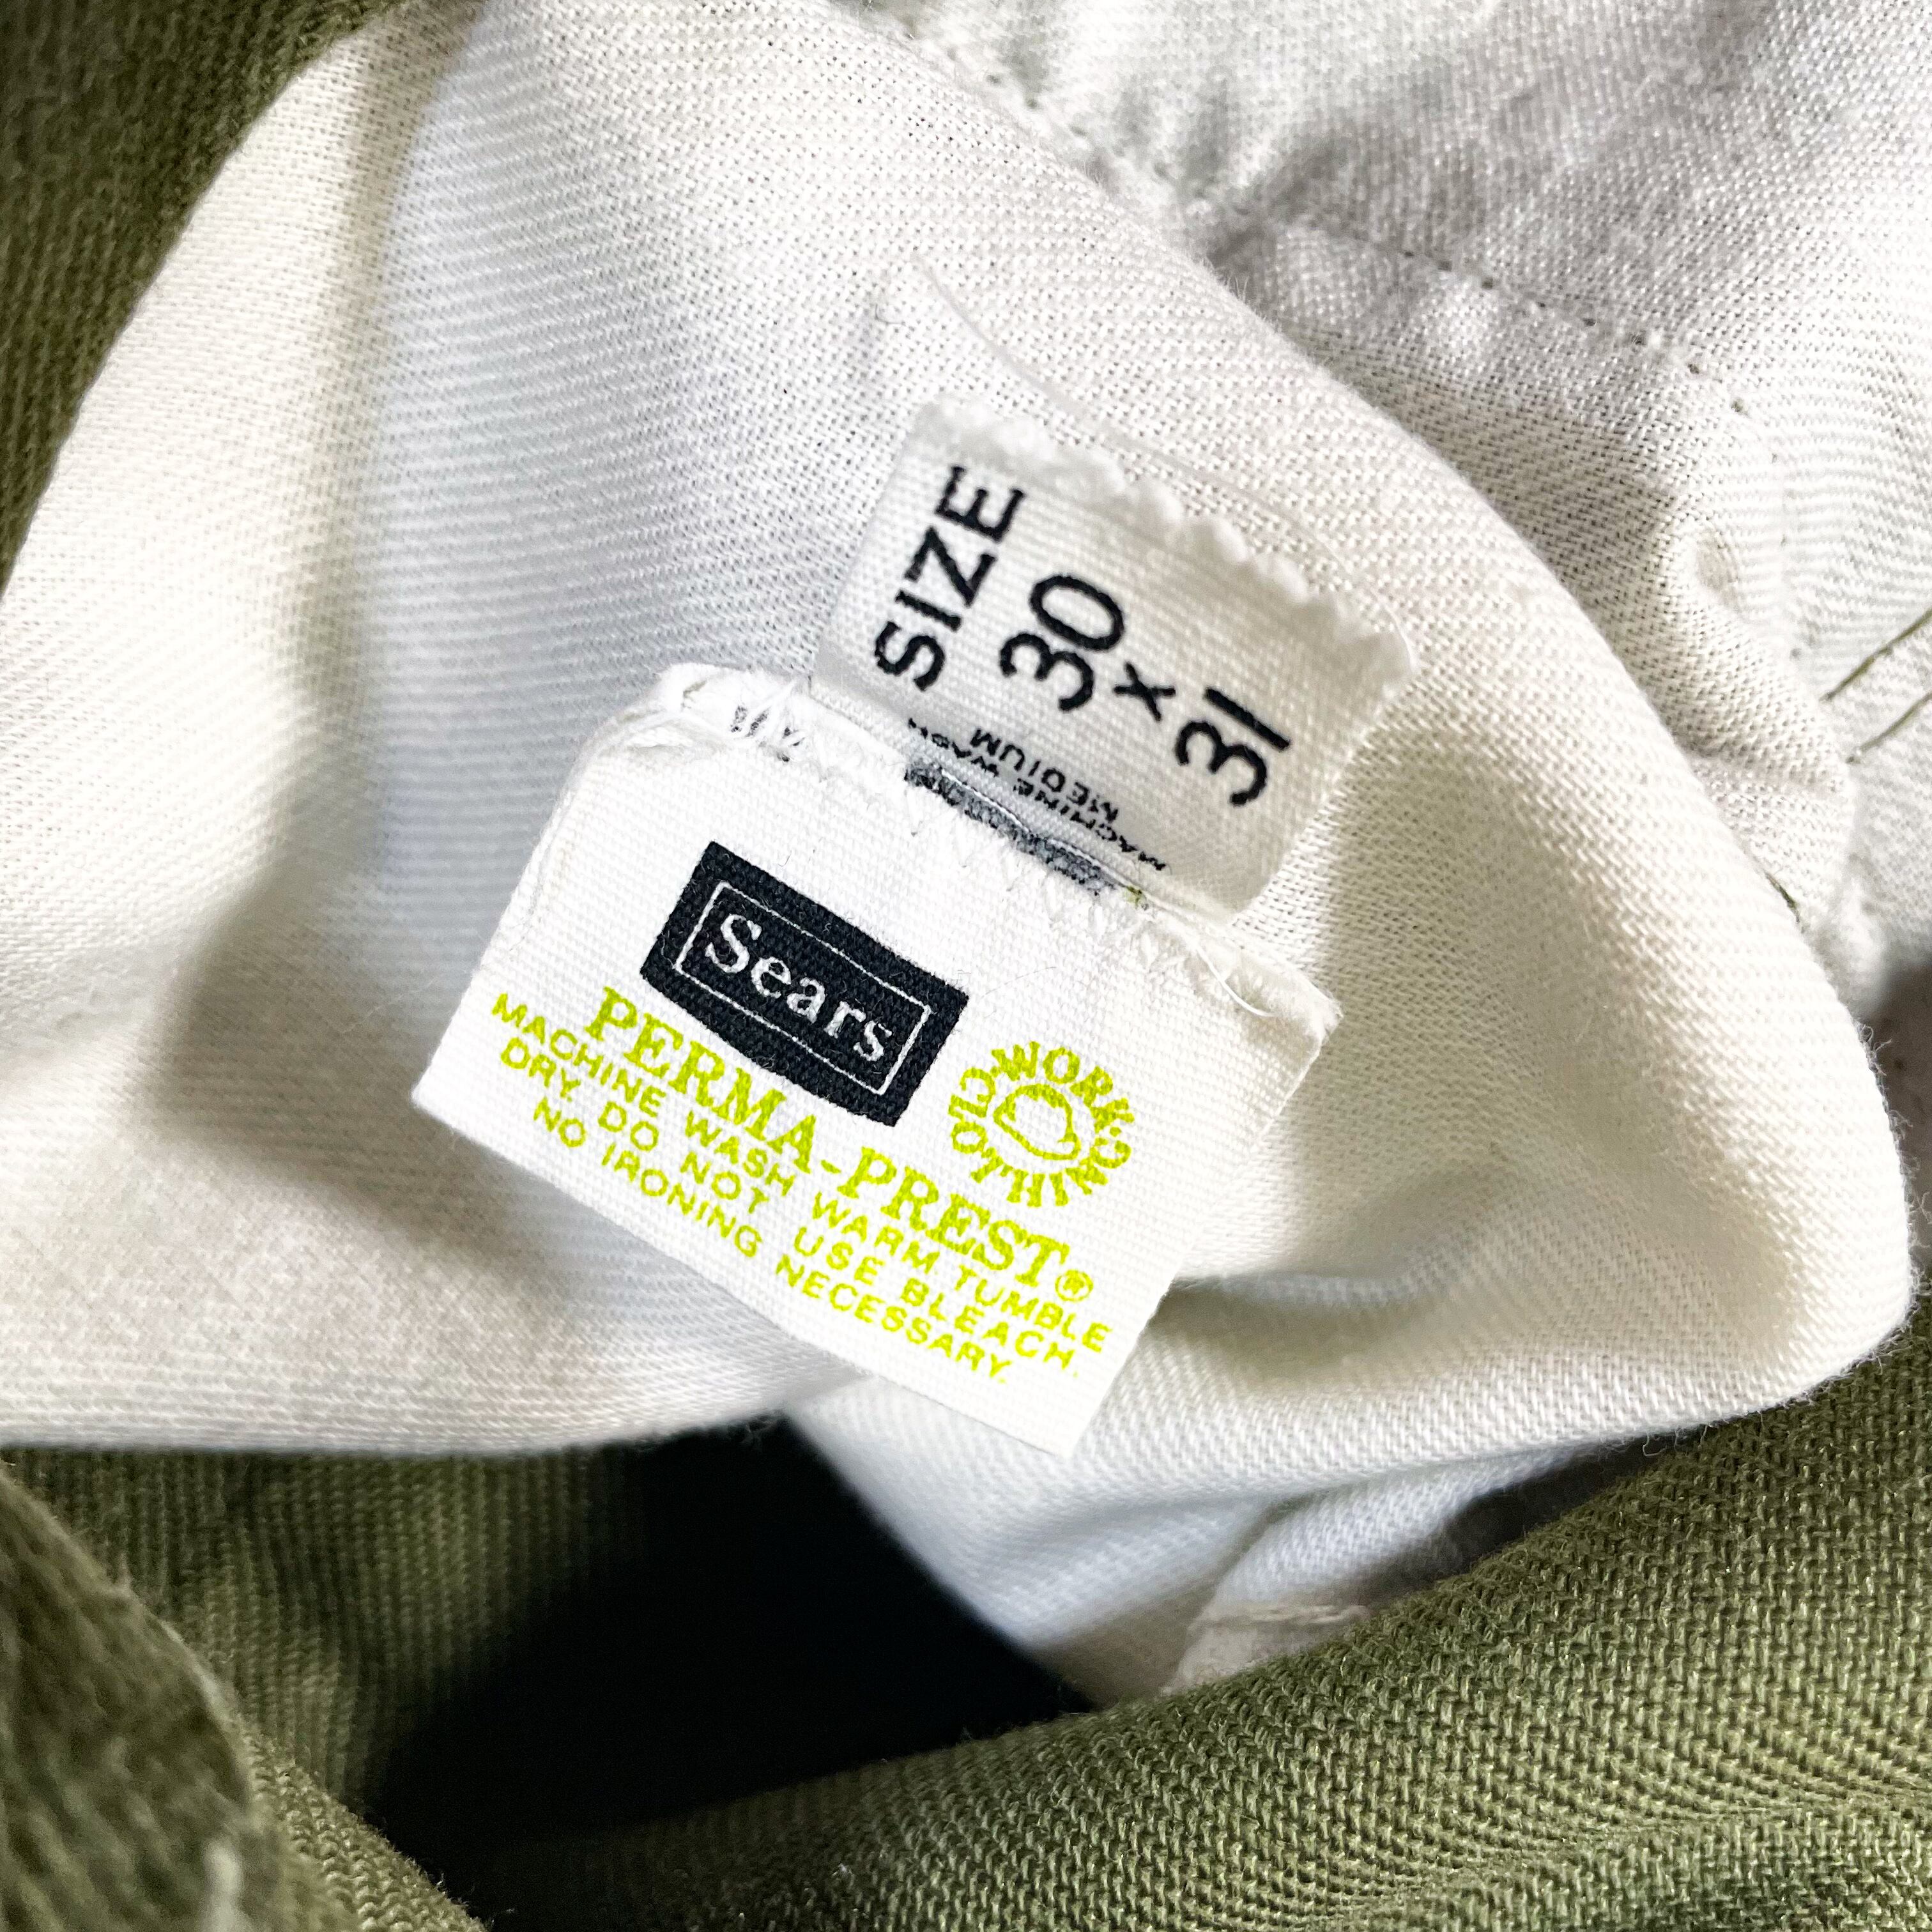 SIZE
30
x
31
MACHINE WASH
MEDIUM
Sears
WORK-CLOTHING
PERMA-PREST®
MACHINE WASH WARM TUMBLE
DRY. DO NOT USE BLEACH.
NO IRONING NECESSARY.